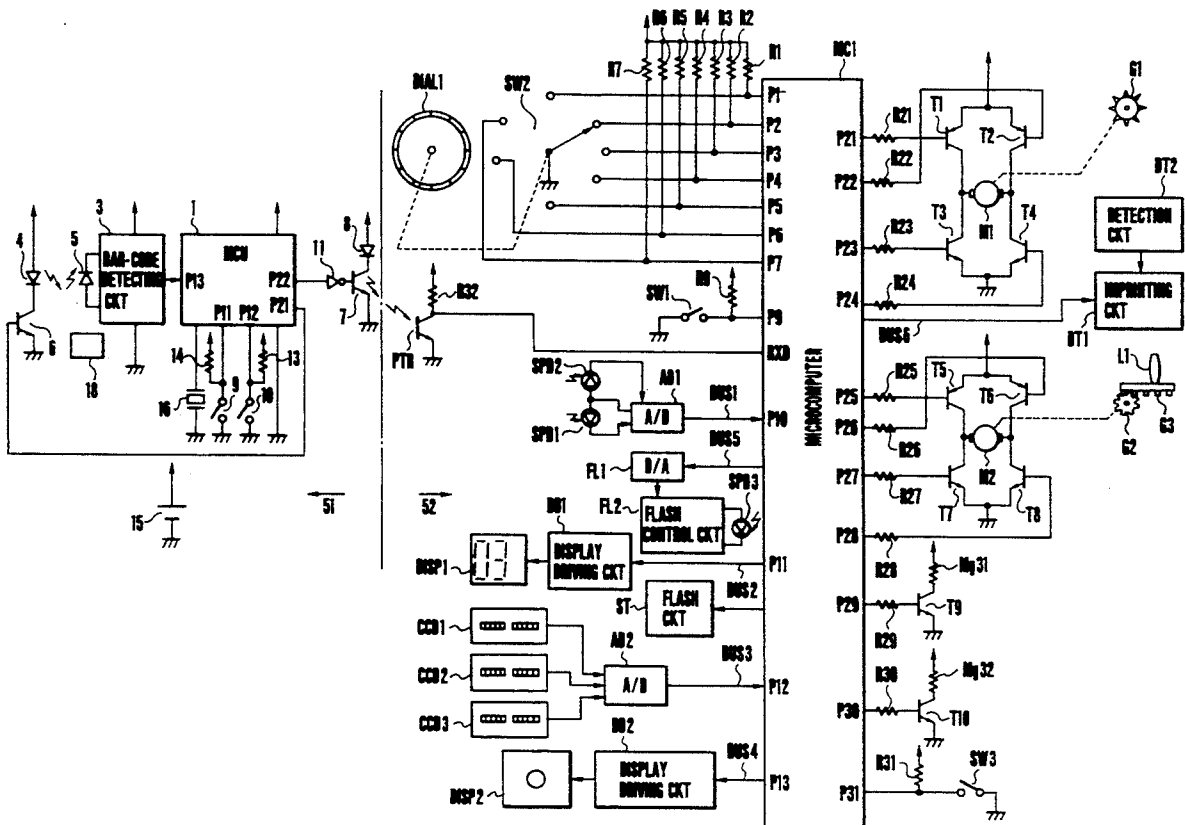 R6 R5 R4 R3 R2
R1
R7
DIAL1
SW2
MC1
P1
P2
P3
P4
P5
P6
P7
P9
RXD
P10
P11
P12
P13
MICROCOMPUTER
3
1
4
5
BAR-CODE
DETECTING
CKT
P13
MCU
P22
P21
P11 P12
11
8
7
6
18
14
13
16
9
10
15
51
52
R32
PTR
SW1
R9
SPD2
SPD1
AD1
A/D
BUS1
BUS5
FL1
D/A
FL2
FLASH
CONTROL CKT
SPD3
DD1
DISPLAY
DRIVING CKT
DISP1
BUS2
ST
FLASH
CKT
CCD1
CCD2
CCD3
AD2
A/D
BUS3
DD2
DISPLAY
DRIVING CKT
BUS4
DISP2
P21
R21
T1
T2
G1
P22
R22
M1
DT2
DETECTION
CKT
P23
R23
T3
T4
P24
R24
BUS6
IMPRINTING
CKT
DT1
P25
R25
T5
T6
L1
P26
R26
M2
G2
G3
P27
R27
T7
T8
P28
R28
Mg31
P29
R29
T9
Mg32
P30
R30
T10
P31
R31
SW3